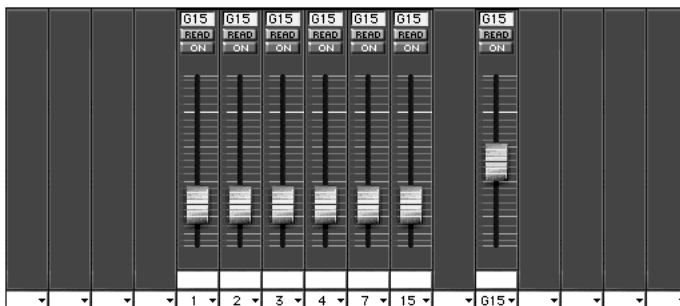 G15 G15 G15 G15 G15 G15 G15
READ READ READ READ READ READ READ
ON ON ON ON ON ON ON
1 2 3 4 7 15 G15